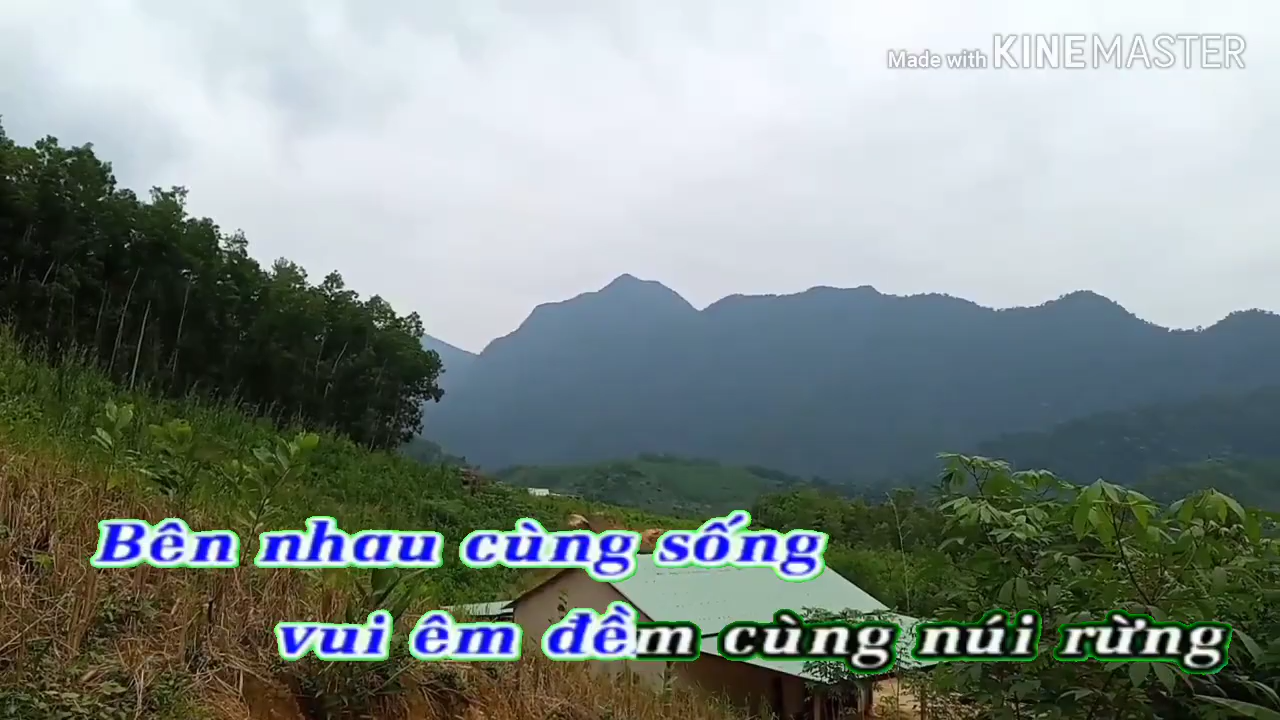 Made with KINEMASTER
Bên nhau cùng sống
vui êm đềm cùng núi rừng